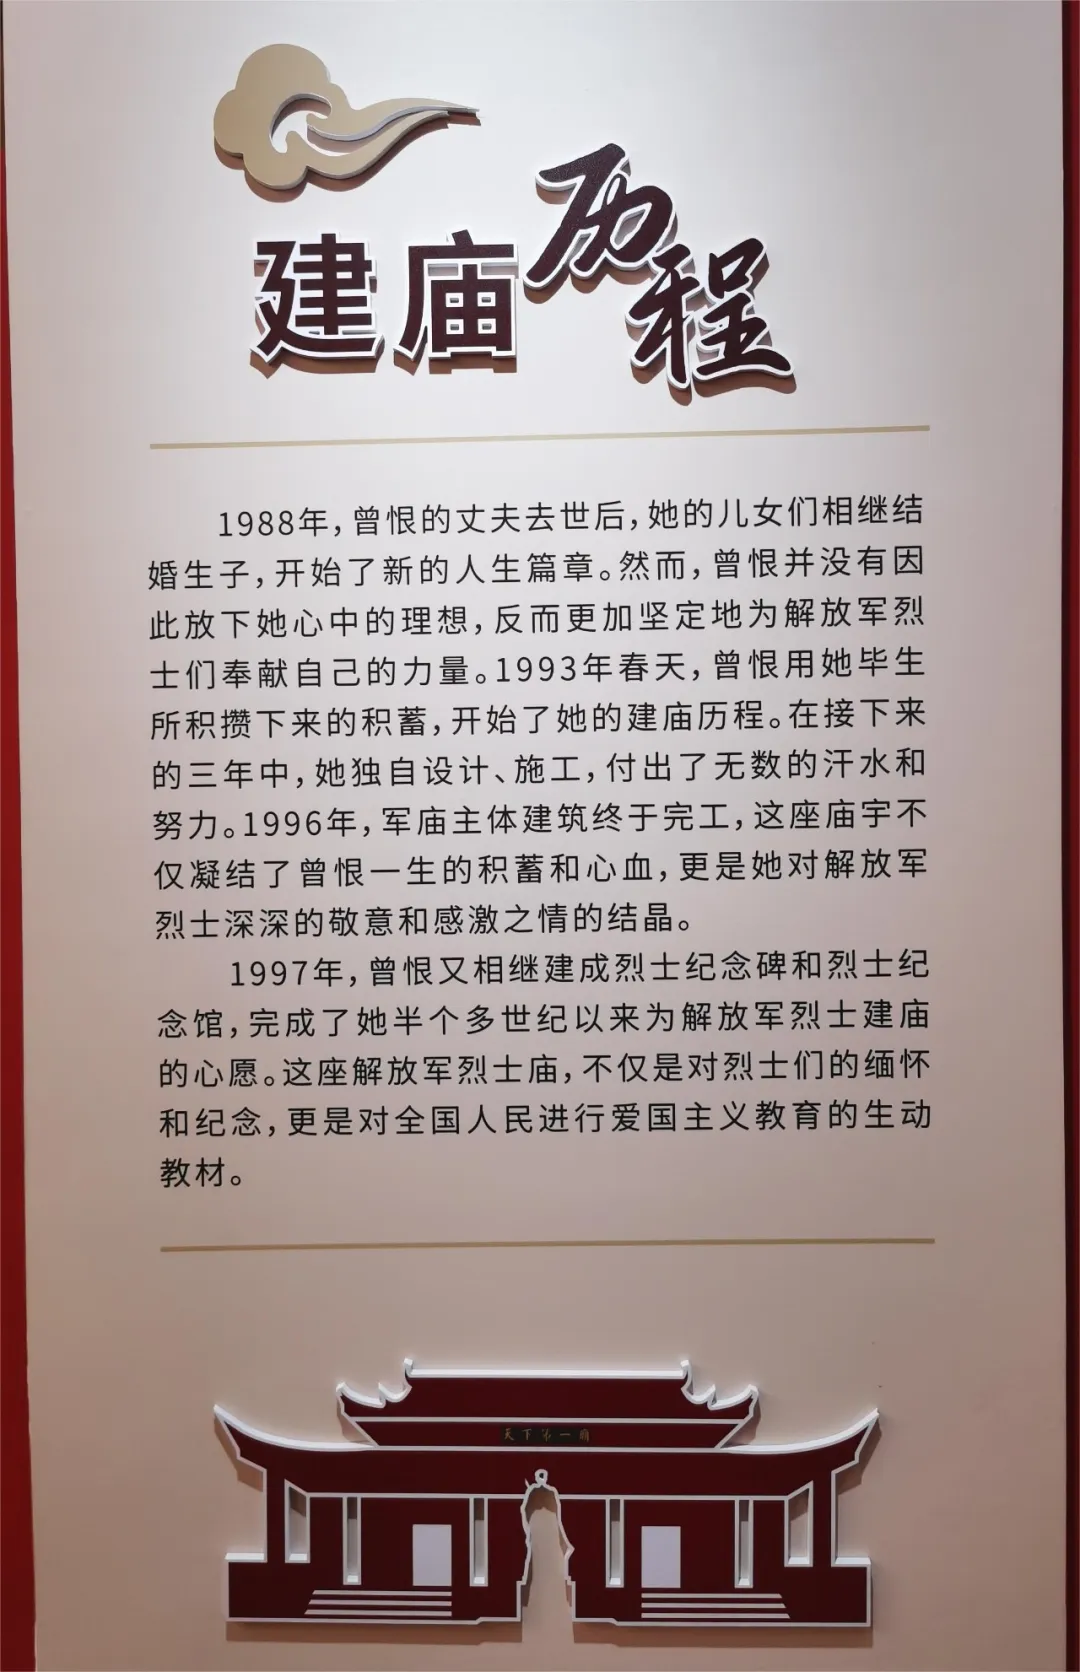 建庙历程
1988年，曾恨的丈夫去世后，她的儿女们相继结
婚生子，开始了新的人生篇章。然而，曾恨并没有因
此放下她心中的理想，反而更加坚定地为解放军烈
士们奉献自己的力量。1993年春天，曾恨用她毕生
所积攒下来的积蓄，开始了她的建庙历程。在接下来
的三年中，她独自设计、施工，付出了无数的汗水和
努力。1996年，军庙主体建筑终于完工，这座庙宇不
仅凝结了曾恨一生的积蓄和心血，更是她对解放军
烈士深深的敬意和感激之情的结晶。
1997年，曾恨又相继建成烈士纪念碑和烈士纪
念馆，完成了她半个多世纪以来为解放军烈士建庙
的心愿。这座解放军烈士庙，不仅是对烈士们的缅怀
和纪念，更是对全国人民进行爱国主义教育的生动
教材。
天下第一庙